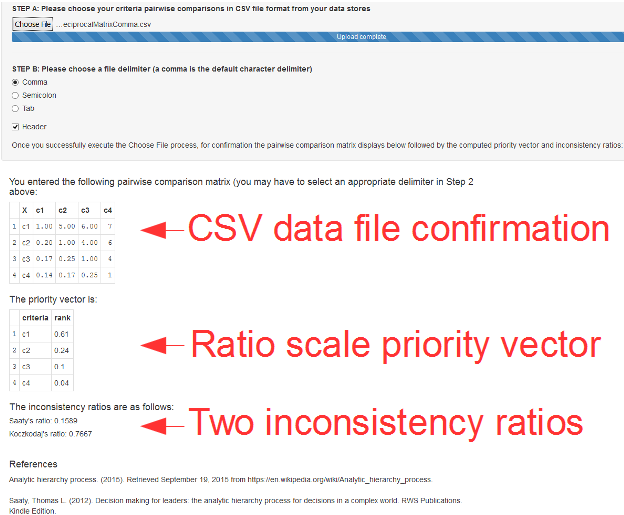 STEP A: Please choose your criteria pairwise comparisons in CSV file format from your data stores
Choose File ...eciprocalMatrixComma.csv
Upload complete
STEP B: Please choose a file delimiter (a comma is the default character delimiter)
Comma
Semicolon
Tab
Header
Once you successfully execute the Choose File process, for confirmation the pairwise comparison matrix displays below followed by the computed priority vector and inconsistency ratios:
You entered the following pairwise comparison matrix (you may have to select an appropriate delimiter in Step 2
above:
X c1 c2 c3 c4
1 c1 1.00 5.00 6.00 7
2 c2 0.20 1.00 4.00 6
3 c3 0.17 0.25 1.00 4
4 c4 0.14 0.17 0.25 1
CSV data file confirmation
The priority vector is:
criteria rank
1 c1 0.61
2 c2 0.24
3 c3 0.1
4 c4 0.04
Ratio scale priority vector
The inconsistency ratios are as follows:
Saaty's ratio: 0.1589
Koczkodaj's ratio: 0.7667
Two inconsistency ratios
References
Analytic hierarchy process. (2015). Retrieved September 19, 2015 from https://en.wikipedia.org/wiki/Analytic_hierarchy_process
Saaty, Thomas L. (2012). Decision making for leaders: the analytic hierarchy process for decisions in a complex world. RWS Publications.
Kindle Edition.